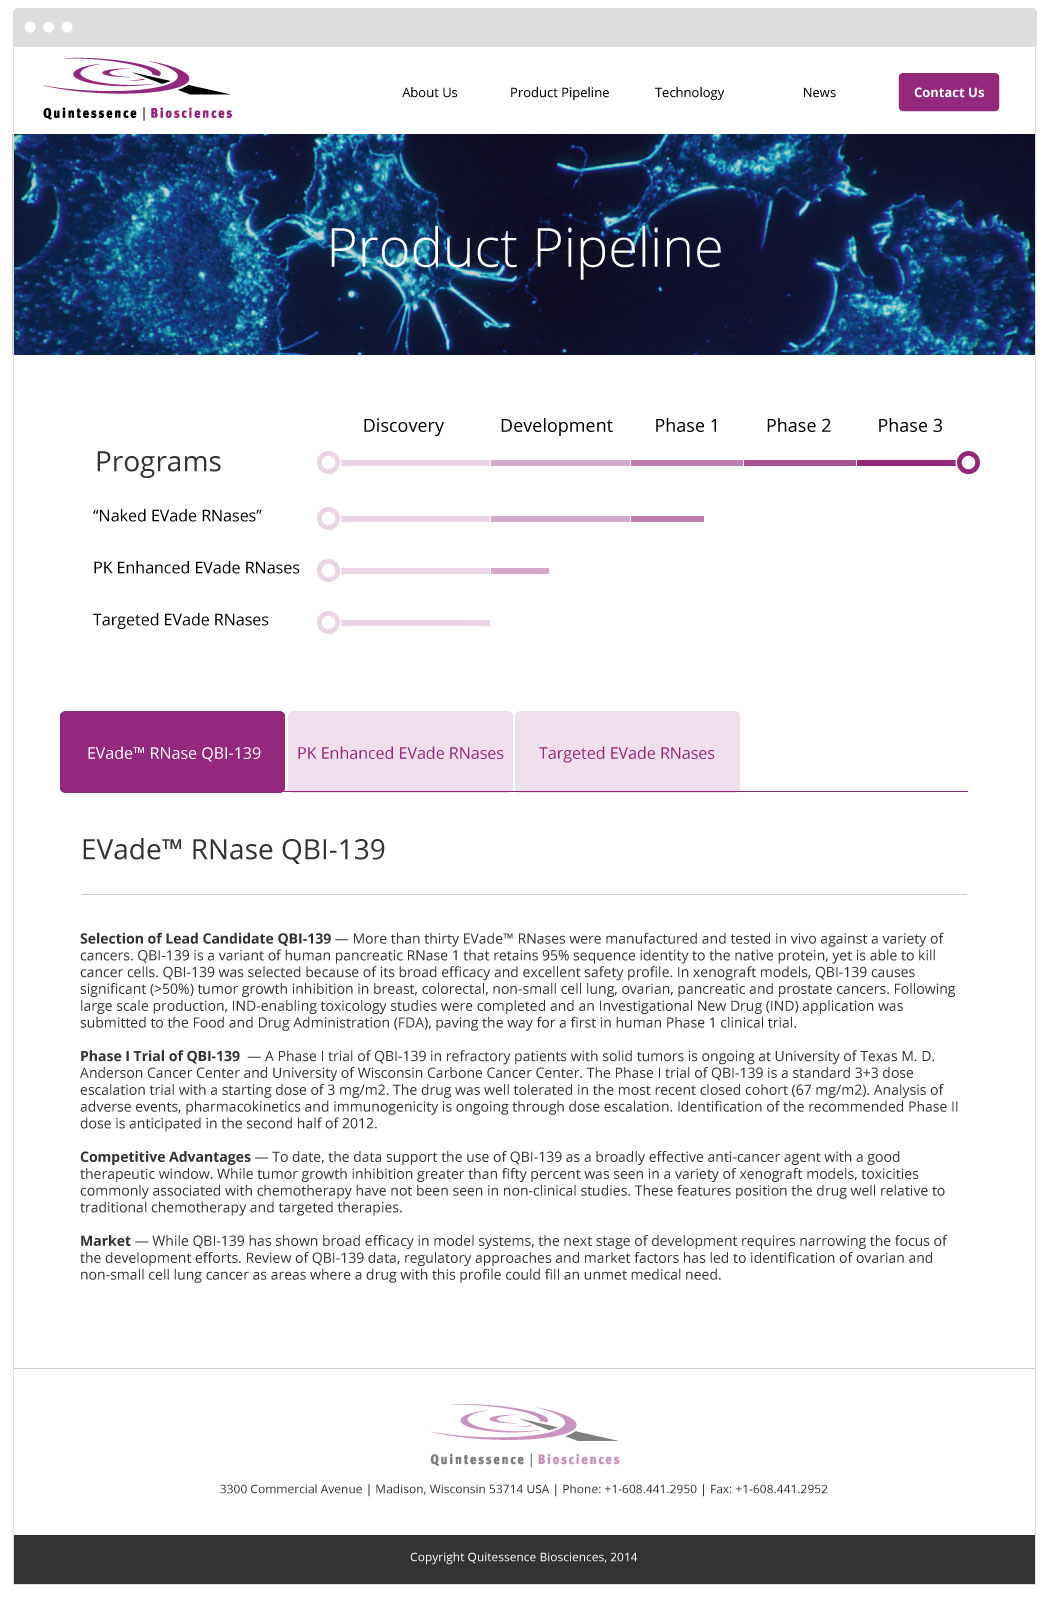 Quintessence | Biosciences
About Us
Product Pipeline
Technology
News
Contact Us
Product Pipeline
Discovery
Development
Phase 1
Phase 2
Phase 3
Programs
“Naked EVade RNases”
PK Enhanced EVade RNases
Targeted EVade RNases
EVade™ RNase QBI-139
PK Enhanced EVade RNases
Targeted EVade RNases
EVade™ RNase QBI-139
Selection of Lead Candidate QBI-139 — More than thirty EVade™ RNases were manufactured and tested in vivo against a variety of
cancers. QBI-139 is a variant of human pancreatic RNase 1 that retains 95% sequence identity to the native protein, yet is able to kill
cancer cells. QBI-139 was selected because of its broad efficacy and excellent safety profile. In xenograft models, QBI-139 causes
significant (>50%) tumor growth inhibition in breast, colorectal, non-small cell lung, ovarian, pancreatic and prostate cancers. Following
large scale production, IND-enabling toxicology studies were completed and an Investigational New Drug (IND) application was
submitted to the Food and Drug Administration (FDA), paving the way for a first in human Phase 1 clinical trial.
Phase I Trial of QBI-139 — A Phase I trial of QBI-139 in refractory patients with solid tumors is ongoing at University of Texas M. D.
Anderson Cancer Center and University of Wisconsin Carbone Cancer Center. The Phase I trial of QBI-139 is a standard 3+3 dose
escalation trial with a starting dose of 3 mg/m2. The drug was well tolerated in the most recent closed cohort (67 mg/m2). Analysis of
adverse events, pharmacokinetics and immunogenicity is ongoing through dose escalation. Identification of the recommended Phase II
dose is anticipated in the second half of 2012.
Competitive Advantages — To date, the data support the use of QBI-139 as a broadly effective anti-cancer agent with a good
therapeutic window. While tumor growth inhibition greater than fifty percent was seen in a variety of xenograft models, toxicities
commonly associated with chemotherapy have not been seen in non-clinical studies. These features position the drug well relative to
traditional chemotherapy and targeted therapies.
Market — While QBI-139 has shown broad efficacy in model systems, the next stage of development requires narrowing the focus of
the development efforts. Review of QBI-139 data, regulatory approaches and market factors has led to identification of ovarian and
non-small cell lung cancer as areas where a drug with this profile could fill an unmet medical need.
Quintessence | Biosciences
3300 Commercial Avenue | Madison, Wisconsin 53714 USA | Phone: +1-608.441.2950 | Fax: +1-608.441.2952
Copyright Quitessence Biosciences, 2014